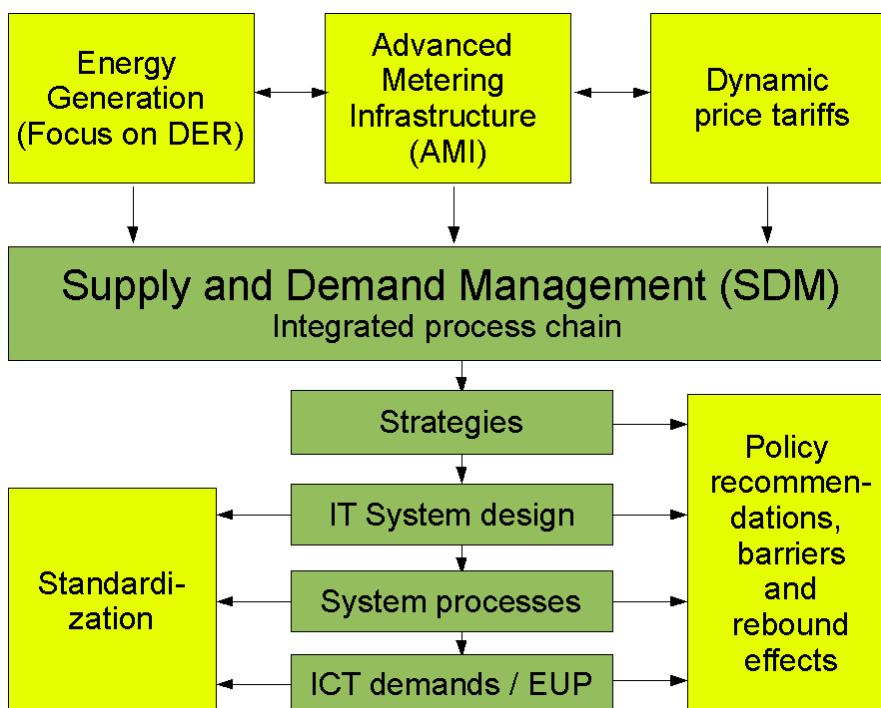 Energy
Generation
(Focus on DER)
Advanced
Metering
Infrastructure
(AMI)
Dynamic
price tariffs
Supply and Demand Management (SDM)
Integrated process chain
Strategies
IT System design
System processes
ICT demands / EUP
Standardi-
zation
Policy
recommen-
dations,
barriers
and
rebound
effects